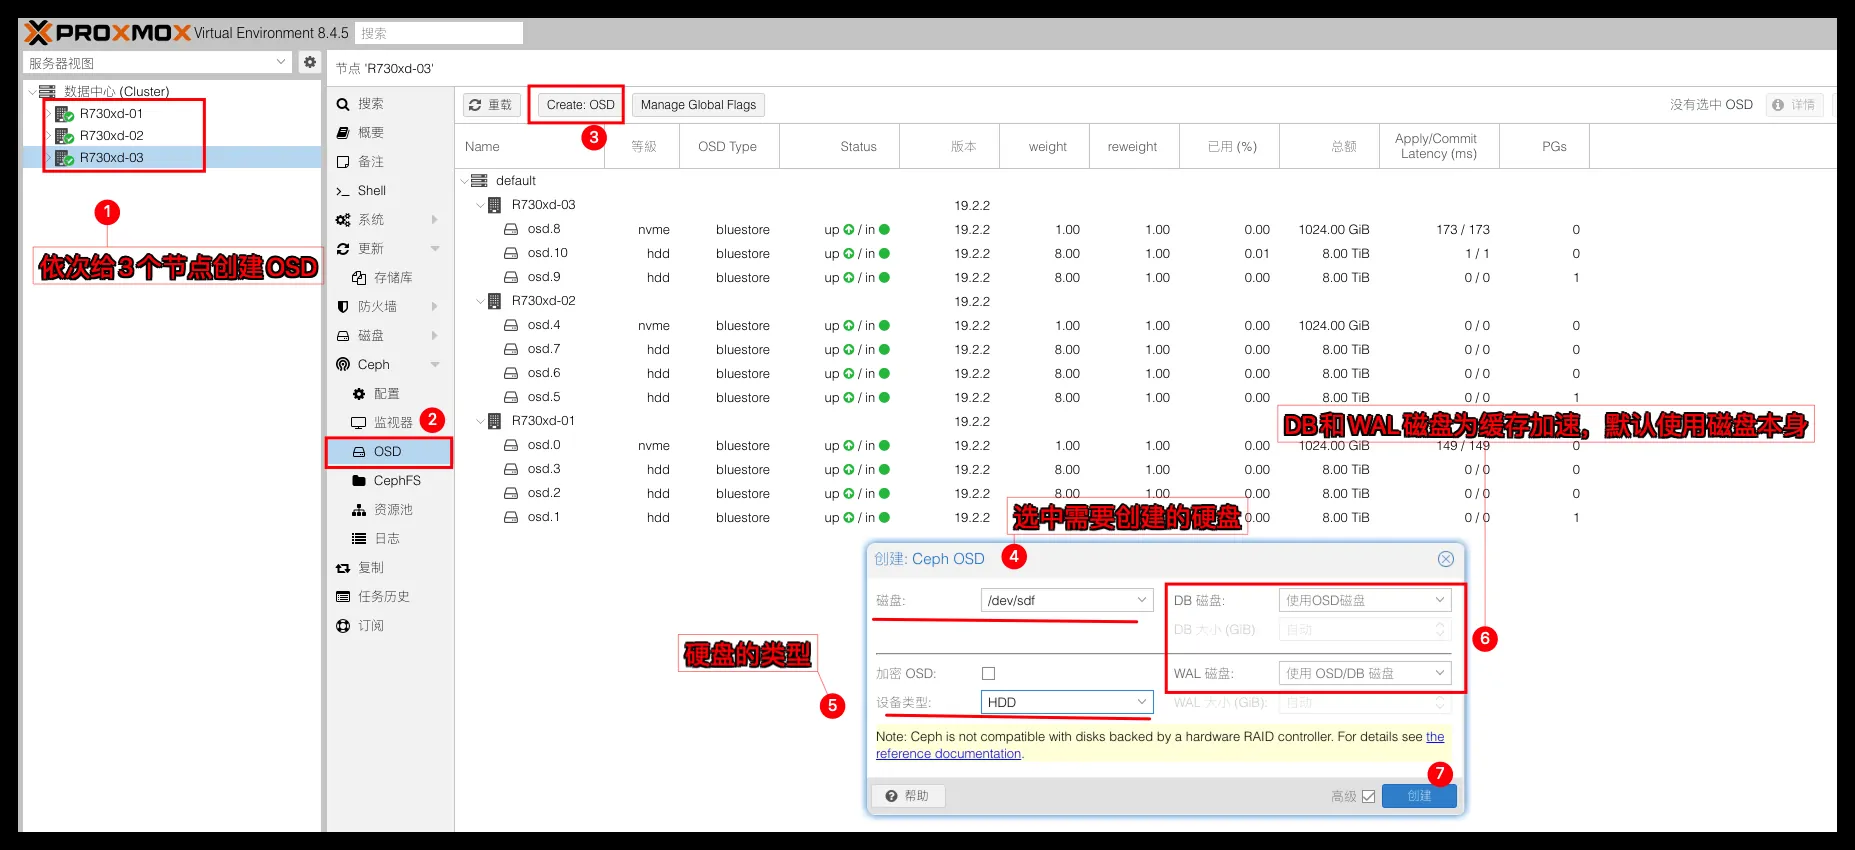 PROXMOX Virtual Environment 8.4.5 搜索
服务器视图
数据中心 (Cluster)
R730xd-01
R730xd-02
R730xd-03
1
依次给3个节点创建OSD
节点 'R730xd-03'
搜索
概要
备注
Shell
系统
更新
存储库
防火墙
磁盘
Ceph
配置
监视器
2
OSD
CephFS
资源池
日志
复制
任务历史
订阅
重载 Create: OSD Manage Global Flags 没有选中 OSD 详情
3
Name 等級 OSD Type Status 版本 weight reweight 已用 (%) 总额 Apply/Commit Latency (ms) PGs
default
R730xd-03 19.2.2
osd.8 nvme bluestore up / in 19.2.2 1.00 1.00 0.00 1024.00 GiB 173 / 173 0
osd.10 hdd bluestore up / in 19.2.2 8.00 1.00 0.01 8.00 TiB 1 / 1 0
osd.9 hdd bluestore up / in 19.2.2 8.00 1.00 0.00 8.00 TiB 0 / 0 1
R730xd-02 19.2.2
osd.4 nvme bluestore up / in 19.2.2 1.00 1.00 0.00 1024.00 GiB 0 / 0 0
osd.7 hdd bluestore up / in 19.2.2 8.00 1.00 0.00 8.00 TiB 0 / 0 0
osd.6 hdd bluestore up / in 19.2.2 8.00 1.00 0.00 8.00 TiB 0 / 0 0
osd.5 hdd bluestore up / in 19.2.2 8.00 1.00 0.00 8.00 TiB 0 / 0 1
R730xd-01 19.2.2
DB和WAL磁盘为缓存加速，默认使用磁盘本身
osd.0 nvme bluestore up / in 19.2.2 1.00 1.00 0.00 1024.00 GiB 149 / 149 0
osd.3 hdd bluestore up / in 19.2.2 8.00 1.00 0.00 8.00 TiB 0 / 0 0
osd.2 hdd bluestore up / in 19.2.2 8.00 1.00 0.00 8.00 TiB 0 / 0 0
osd.1 hdd bluestore up / in 19.2.2 0.00 8.00 TiB 0 / 0 1
选中需要创建的硬盘
4
创建: Ceph OSD
磁盘: /dev/sdf
DB 磁盘: 使用OSD磁盘
DB 大小 (GiB): 自动
6
硬盘的类型
5
加密 OSD:
WAL 磁盘: 使用 OSD/DB 磁盘
设备类型: HDD
WAL 大小 (GiB): 自动
Note: Ceph is not compatible with disks backed by a hardware RAID controller. For details see the
reference documentation.
7
帮助 高级 创建